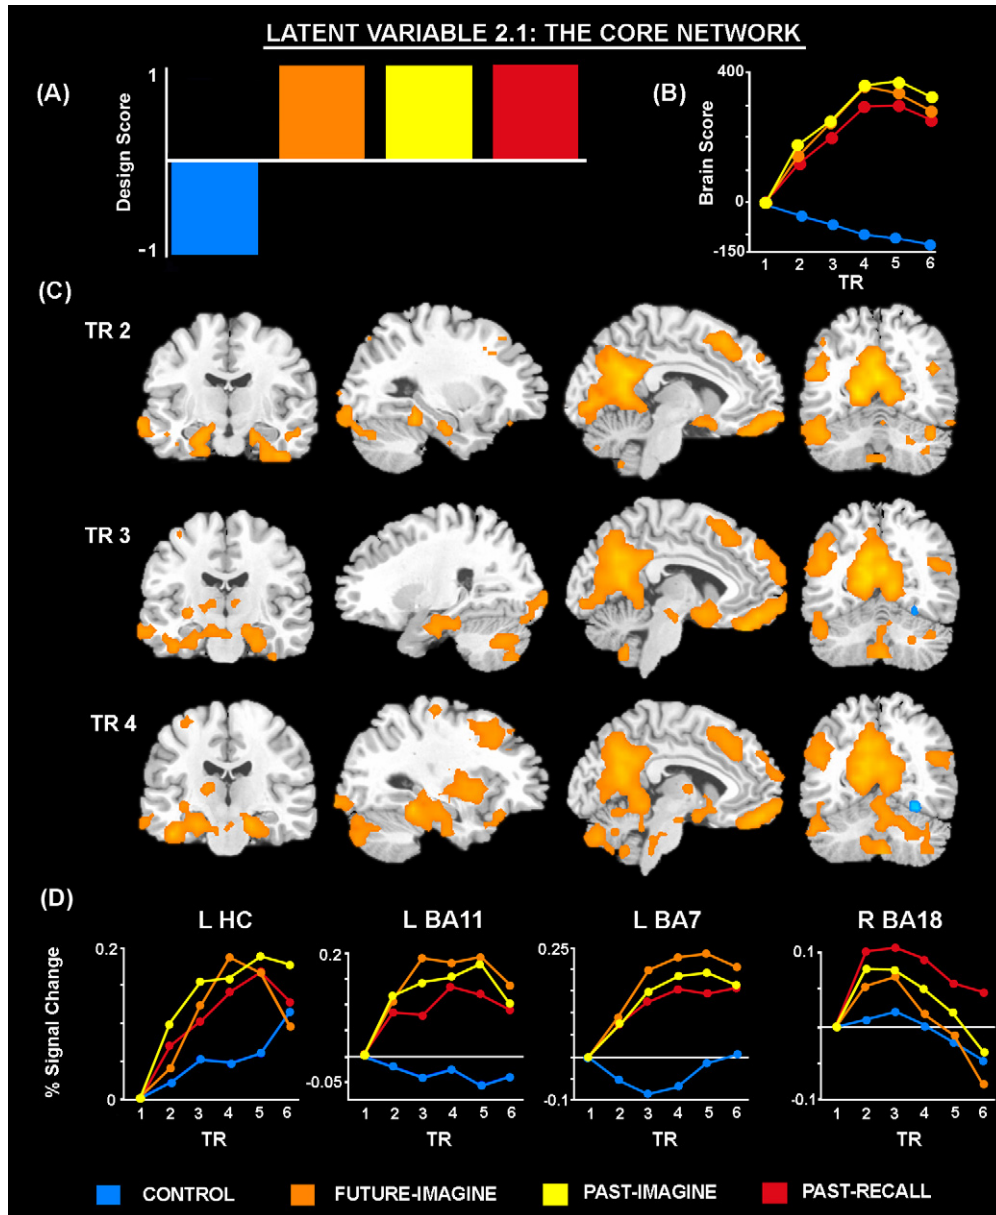 LATENT VARIABLE 2.1: THE CORE NETWORK
(A)
Design Score
1
-1
(B)
Brain Score
400
0
-150
1 2 3 4 5 6
TR
(C)
TR 2
TR 3
TR 4
(D)
% Signal Change
L HC
0.2
0
1 2 3 4 5 6
TR
L BA11
0.2
-0.05
1 2 3 4 5 6
TR
L BA7
0.25
-0.1
1 2 3 4 5 6
TR
R BA18
0.1
-0.1
1 2 3 4 5 6
TR
CONTROL FUTURE-IMAGINE PAST-IMAGINE PAST-RECALL